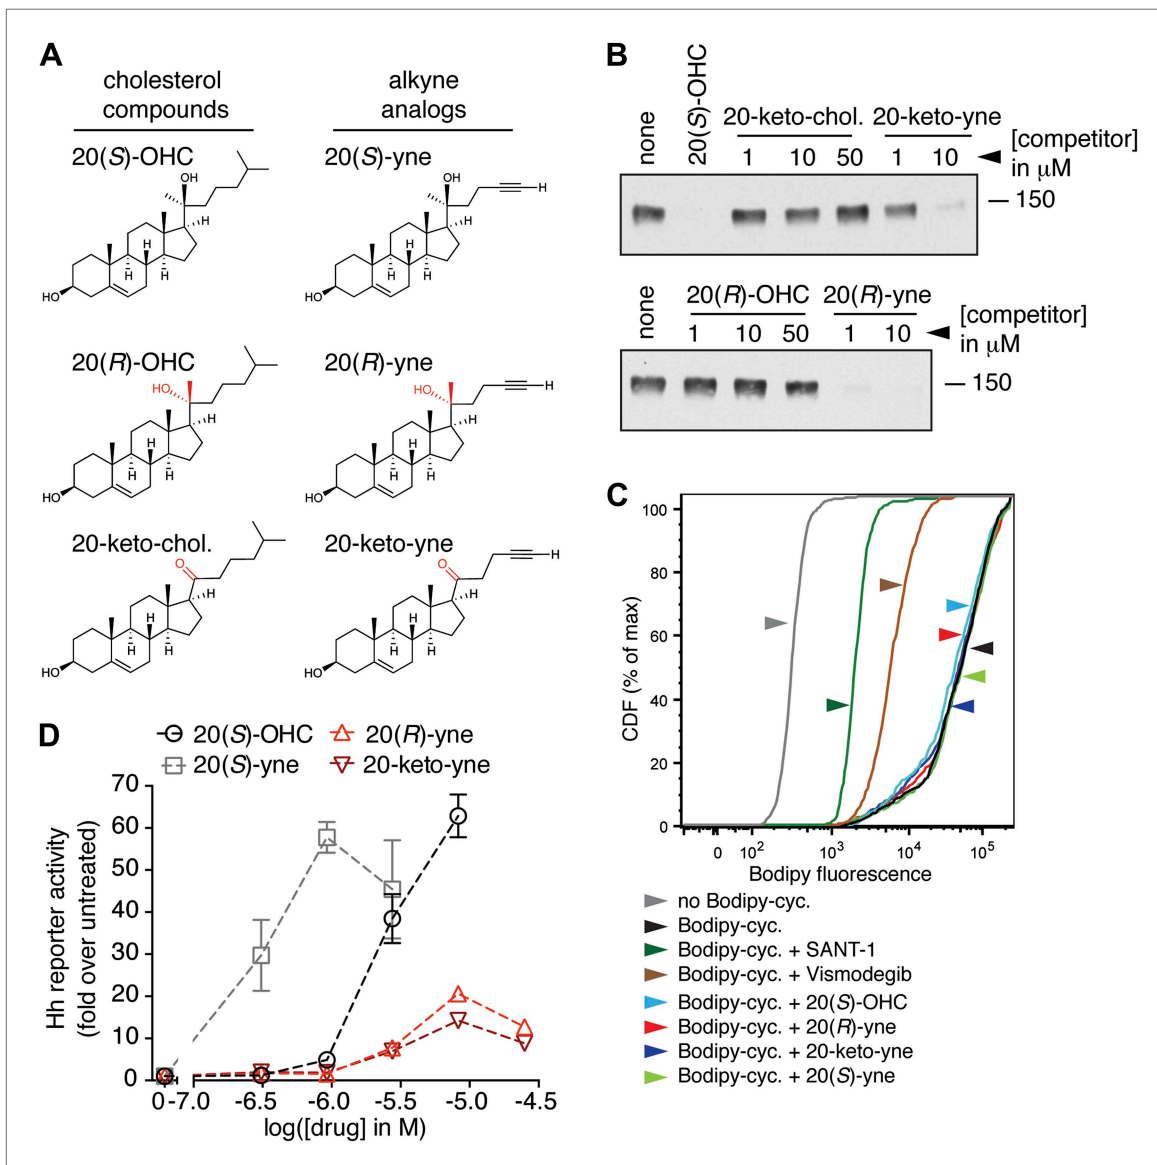 A
cholesterol
compounds
alkyne
analogs
20(S)-OHC
20(S)-yne
OH
OH
H
H
H
H
H
H
H
H
H
HO
HO
20(R)-OHC
20(R)-yne
HO
HO
H
H
H
H
H
H
H
H
H
HO
HO
20-keto-chol.
20-keto-yne
O
O
H
H
H
H
H
H
H
H
H
HO
HO
B
none
20(S)-OHC
20-keto-chol.
20-keto-yne
1 10 50 1 10
[competitor]
in μM
150
none
20(R)-OHC
20(R)-yne
1 10 50 1 10
[competitor]
in μM
150
C
CDF (% of max)
100
80
60
40
20
0
0 10² 10³ 10⁴ 10⁵
Bodipy fluorescence
no Bodipy-cyc.
Bodipy-cyc.
Bodipy-cyc. + SANT-1
Bodipy-cyc. + Vismodegib
Bodipy-cyc. + 20(S)-OHC
Bodipy-cyc. + 20(R)-yne
Bodipy-cyc. + 20-keto-yne
Bodipy-cyc. + 20(S)-yne
D
20(S)-OHC
20(R)-yne
20(S)-yne
20-keto-yne
Hh reporter activity
(fold over untreated)
70
60
50
40
30
20
10
0
0 -7.0 -6.5 -6.0 -5.5 -5.0 -4.5
log([drug] in M)